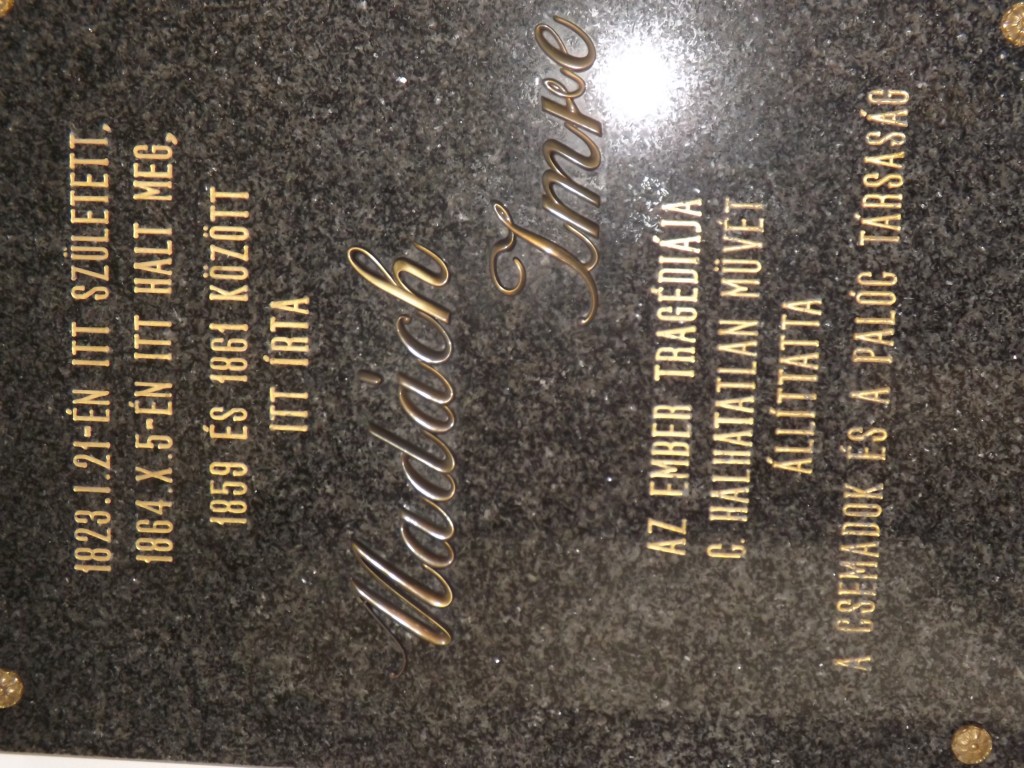 1823.I.21-ÉN ITT SZÜLETETT,
1864.X.5-ÉN ITT HALT MEG,
1859 ÉS 1861 KÖZÖTT
ITT ÍRTA
Madách
Imre
AZ EMBER TRAGÉDIÁJA
C. HALHATATLAN MŰVÉT
ÁLLÍTTATTA
A CSEMADOK ÉS A PALÓC TÁRSASÁG